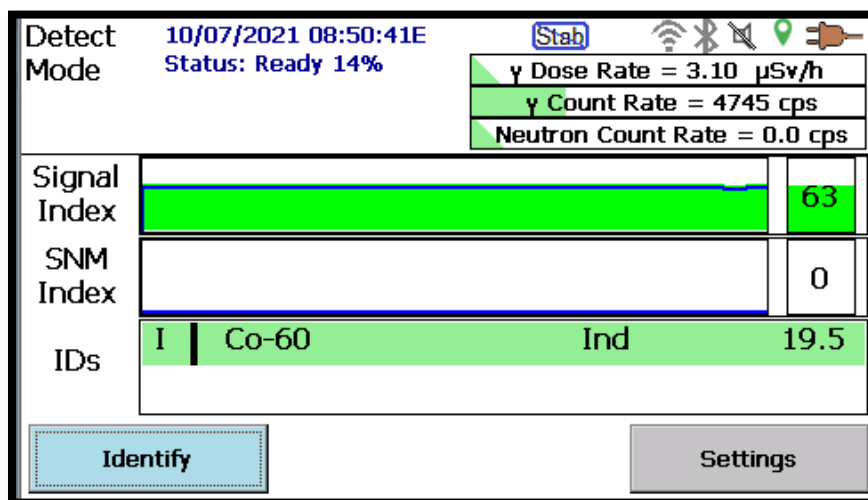 Detect Mode
10/07/2021 08:50:41E
Status: Ready 14%
Stab
γ Dose Rate = 3.10 µSv/h
γ Count Rate = 4745 cps
Neutron Count Rate = 0.0 cps
Signal Index
63
SNM Index
0
IDs
I Co-60 Ind 19.5
Identify
Settings